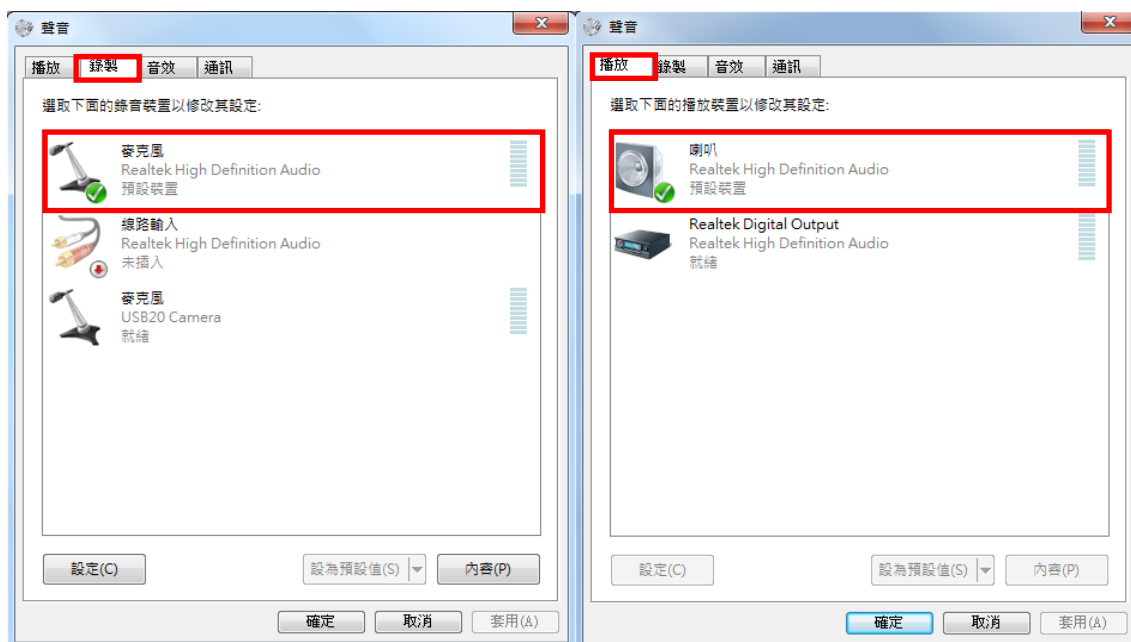 聲音
播放 錄製 音效 通訊
選取下面的錄音裝置以修改其設定:
麥克風
Realtek High Definition Audio
預設裝置
線路輸入
Realtek High Definition Audio
未插入
麥克風
USB20 Camera
就緒
設定(C) 設為預設值(S) 內容(P)
確定 取消 套用(A)
聲音
播放 錄製 音效 通訊
選取下面的播放裝置以修改其設定:
喇叭
Realtek High Definition Audio
預設裝置
Realtek Digital Output
Realtek High Definition Audio
就緒
設定(C) 設為預設值(S) 內容(P)
確定 取消 套用(A)